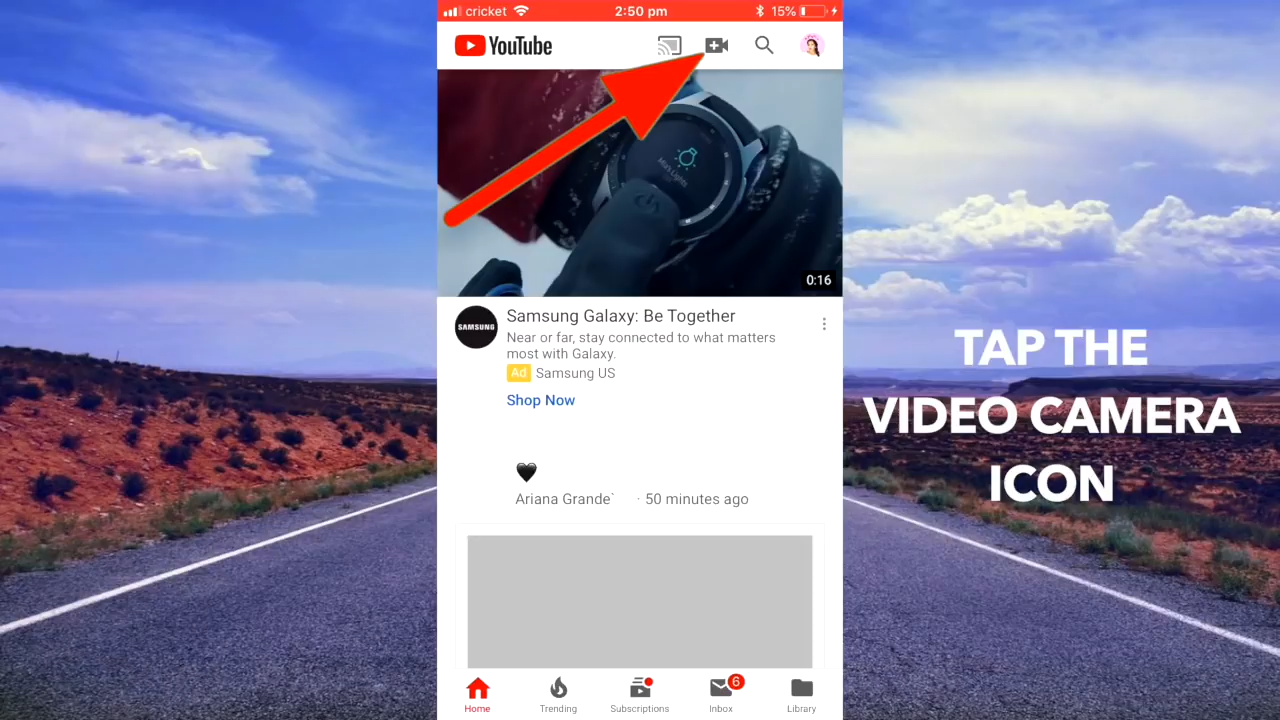 cricket
2:50 pm
15%
YouTube
Mia's Lights
0:16
SAMSUNG
Samsung Galaxy: Be Together
Near or far, stay connected to what matters
most with Galaxy.
Ad Samsung US
Shop Now
🖤
Ariana Grande` · 50 minutes ago
TAP THE
VIDEO CAMERA
ICON
6
Home Trending Subscriptions Inbox Library